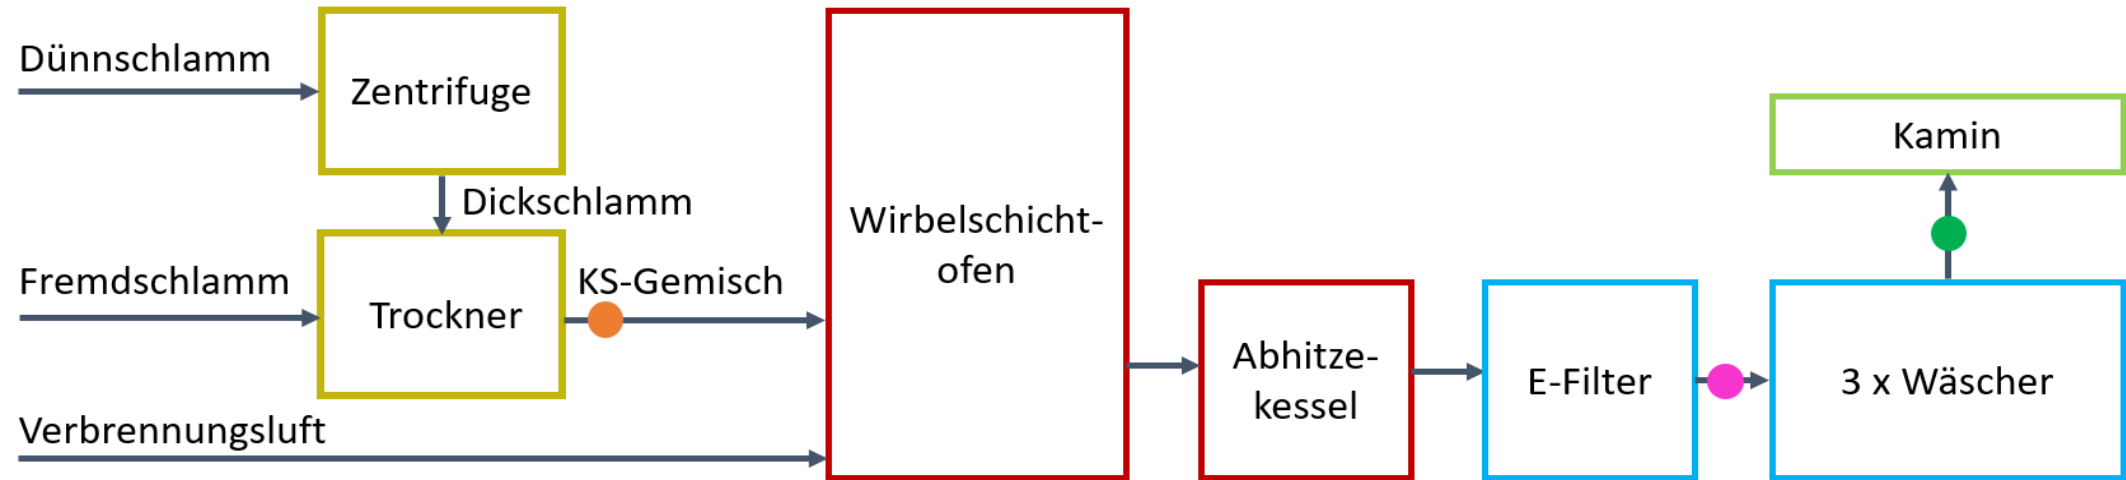 Dünnschlamm
Zentrifuge
Dickschlamm
Fremdschlamm
Trockner
KS-Gemisch
Verbrennungsluft
Wirbelschicht-
ofen
Abhitze-
kessel
E-Filter
3 x Wäscher
Kamin